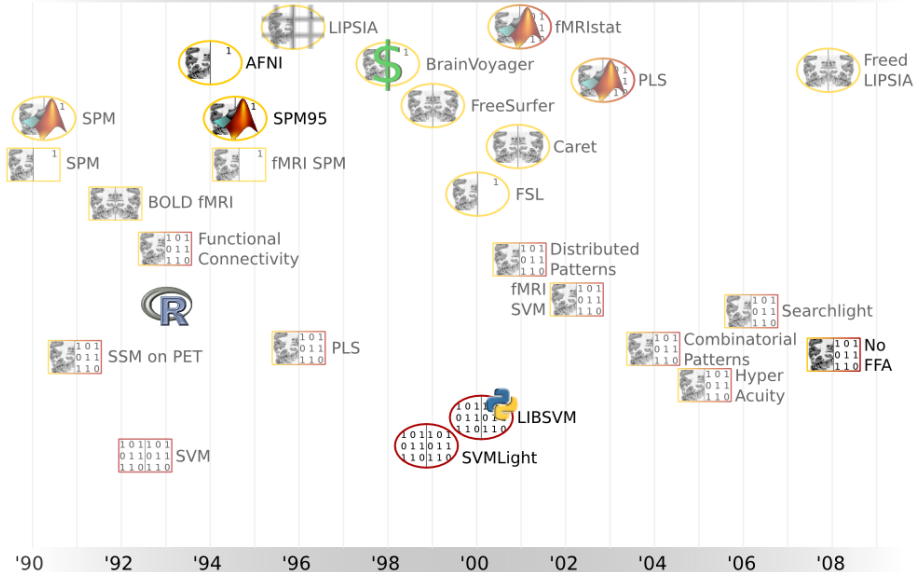 LIPSIA
fMRIstat
AFNI
BrainVoyager
Freed
LIPSIA
PLS
FreeSurfer
SPM
SPM95
Caret
SPM
fMRI SPM
FSL
BOLD fMRI
Functional
Connectivity
Distributed
Patterns
fMRI
SVM
R
Searchlight
SSM on PET
PLS
Combinatorial
Patterns
No
FFA
Hyper
Acuity
LIBSVM
SVM
SVMLight
'90
'92
'94
'96
'98
'00
'02
'04
'06
'08